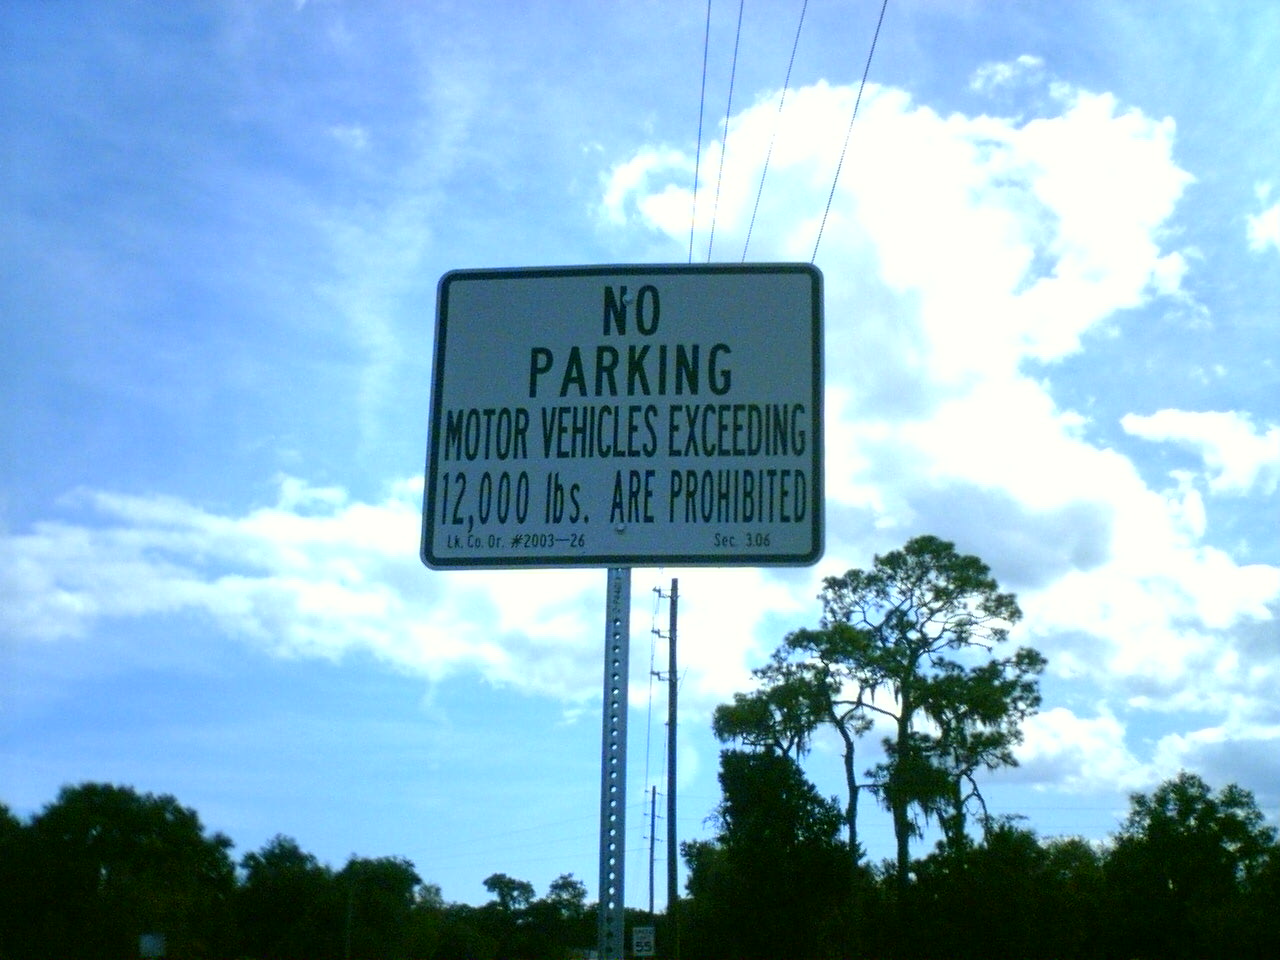 NO
PARKING
MOTOR VEHICLES EXCEEDING
12,000 lbs. ARE PROHIBITED
Lk. Co. Or. #2003—26 Sec. 3.06
55